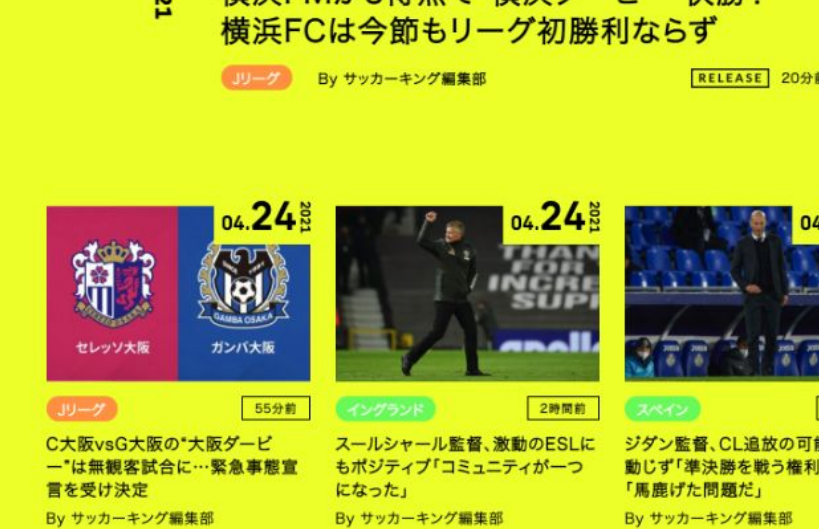 横浜FCは今節もリーグ初勝利ならず
Jリーグ
By サッカーキング編集部
RELEASE
20分前
04.24
2021
セレッソ大阪
ガンバ大阪
GAMBA OSAKA
04.24
2021
THAN
FOR
INCRE
SUP
apollo
04
Jリーグ
55分前
イングランド
2時間前
スペイン
C大阪vsG大阪の“大阪ダービ
ー”は無観客試合に…緊急事態宣
言を受け決定
By サッカーキング編集部
スールシャール監督、激動のESLに
もポジティブ「コミュニティが一つ
になった」
By サッカーキング編集部
ジダン監督、CL追放の可能
動じず「準決勝を戦う権利
「馬鹿げた問題だ」
By サッカーキング編集部